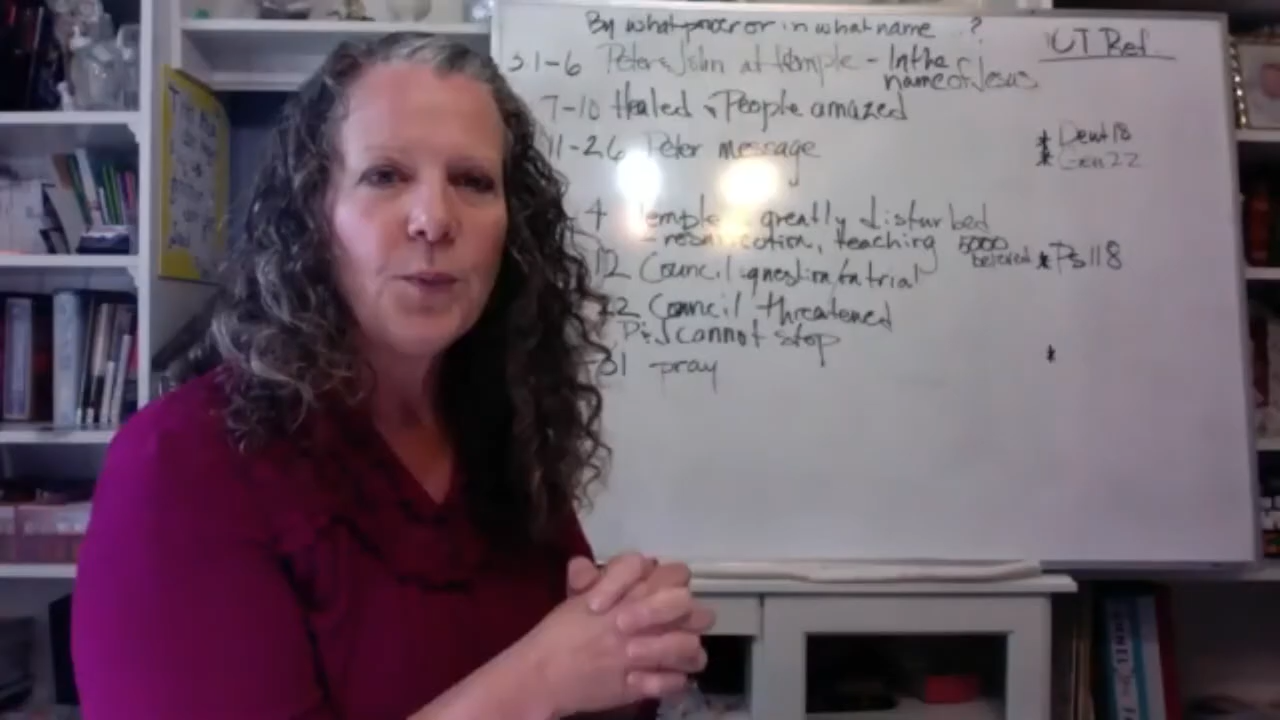 By what power or in what name ?
OT Ref
31-6 Peter & John at temple - In the
name of Jesus
7-10 Healed & People amazed
11-26 Peter message
* Deut 18
* Gen 22
4 Temple greatly disturbed
- resurrection, teaching 5000
believed * Ps 118
12 Council question/on trial
22 Council threatened
P & J cannot stop
31 pray
*